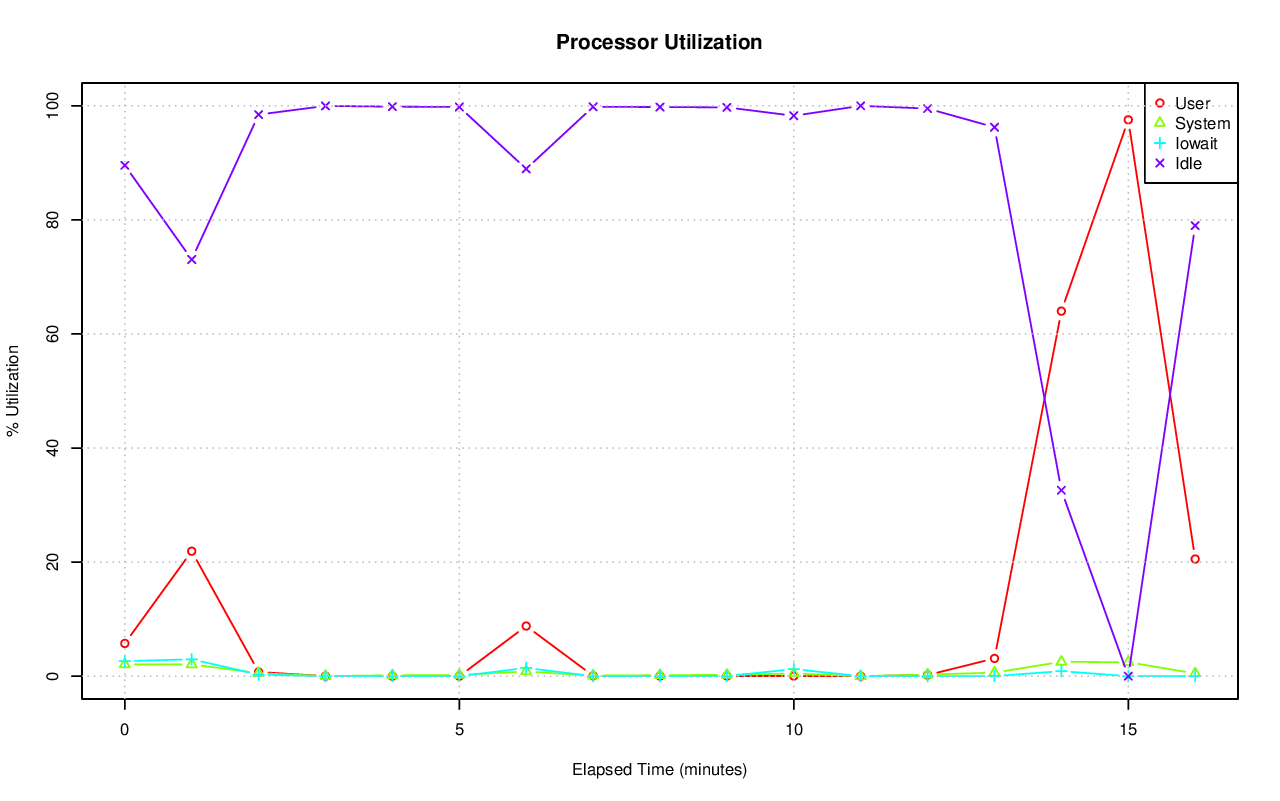 Processor Utilization
% Utilization
100
80
60
40
20
0
User
System
Iowait
Idle
0 5 10 15
Elapsed Time (minutes)